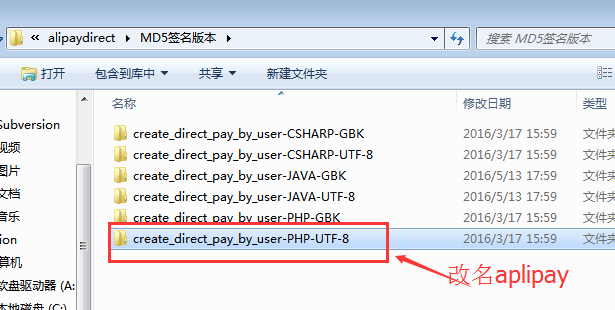 « alipaydirect ▸ MD5签名版本 ▸
搜索 MD5签名版本
打开 包含到库中 共享 新建文件夹
名称 修改日期 类型
create_direct_pay_by_user-CSHARP-GBK 2016/3/17 15:59 文件夹
create_direct_pay_by_user-CSHARP-UTF-8 2016/3/17 15:59 文件夹
create_direct_pay_by_user-JAVA-GBK 2016/5/13 17:59 文件夹
create_direct_pay_by_user-JAVA-UTF-8 2016/5/13 17:59 文件夹
create_direct_pay_by_user-PHP-GBK 2016/3/17 15:59 文件夹
create_direct_pay_by_user-PHP-UTF-8 2016/3/17 15:59 文件夹
Subversion
视频
图片
文档
音乐
算机
本地磁盘 (C:)
改名aplipay